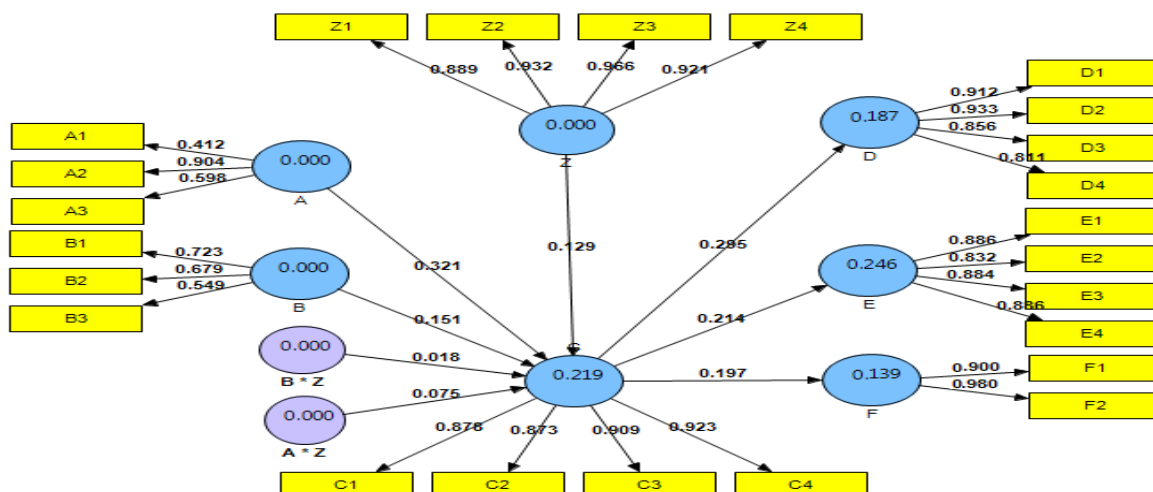 Z1 Z2 Z3 Z4
0.889 0.932 0.966 0.921
0.000
Z
A1
A2
A3
0.412
0.904
0.598
0.000
A
B1
B2
B3
0.723
0.679
0.549
0.000
B
0.000
B * Z
0.000
A * Z
0.321
0.151
0.018
0.075
0.129
C
0.219
0.878 0.873 0.909 0.923
C1 C2 C3 C4
0.295
0.214
0.197
0.187
D
0.912
0.933
0.856
0.811
D1
D2
D3
D4
0.246
E
0.886
0.832
0.884
0.886
E1
E2
E3
E4
0.139
F
0.900
0.980
F1
F2